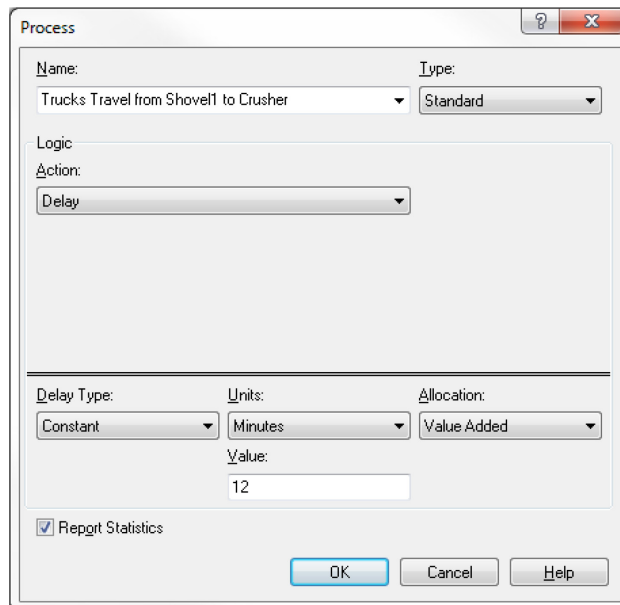 Process
Name: Type:
Trucks Travel from Shovel1 to Crusher Standard
Logic
Action:
Delay
Delay Type: Units: Allocation:
Constant Minutes Value Added
Value:
12
Report Statistics
OK Cancel Help